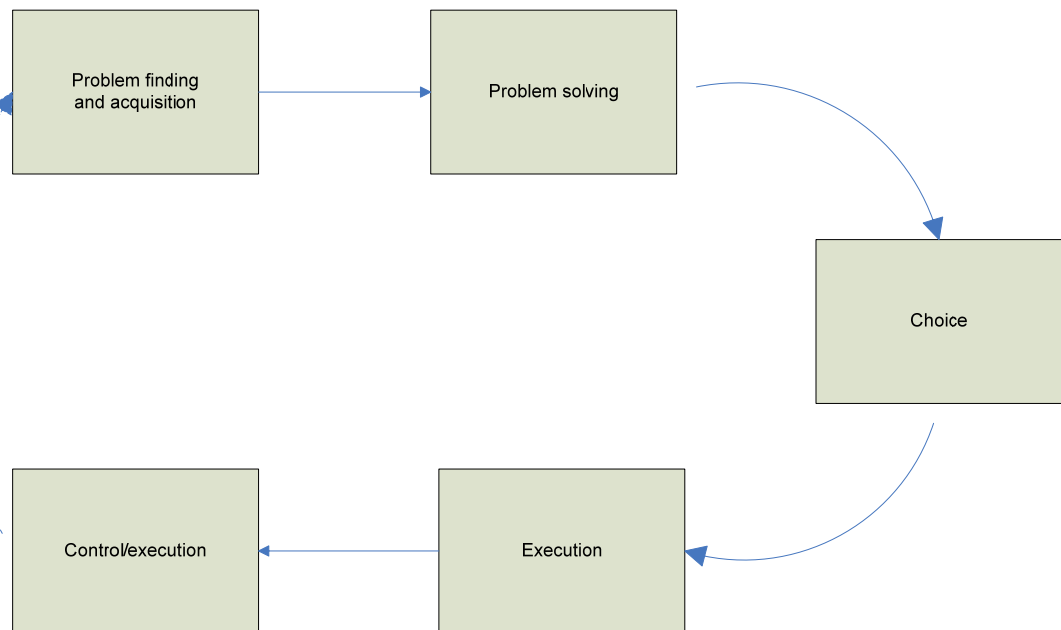 Problem finding
and acquisition
Problem solving
Choice
Control/execution
Execution